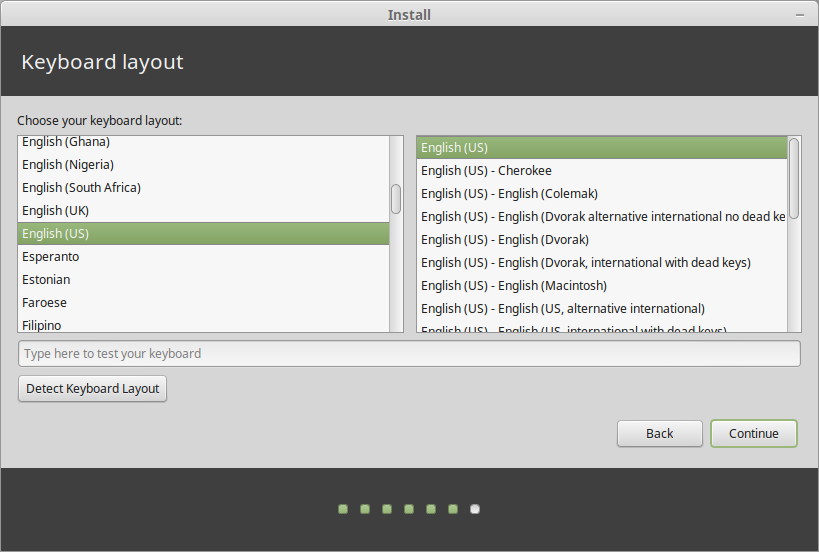 Install
Keyboard layout
Choose your keyboard layout:
English (Ghana)
English (Nigeria)
English (South Africa)
English (UK)
English (US)
Esperanto
Estonian
Faroese
Filipino
English (US)
English (US) - Cherokee
English (US) - English (Colemak)
English (US) - English (Dvorak alternative international no dead ke
English (US) - English (Dvorak)
English (US) - English (Dvorak, international with dead keys)
English (US) - English (Macintosh)
English (US) - English (US, alternative international)
English (US) - English (US, international with dead keys)
Type here to test your keyboard
Detect Keyboard Layout
Back
Continue